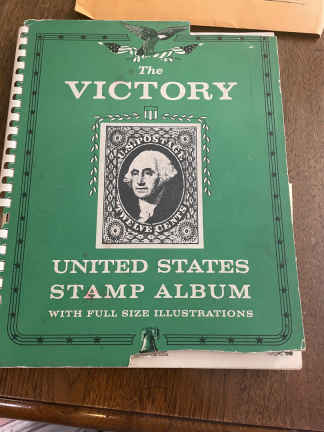 The
VICTORY
U.S. POSTAGE
TWELVE CENTS
UNITED STATES
STAMP ALBUM
WITH FULL SIZE ILLUSTRATIONS